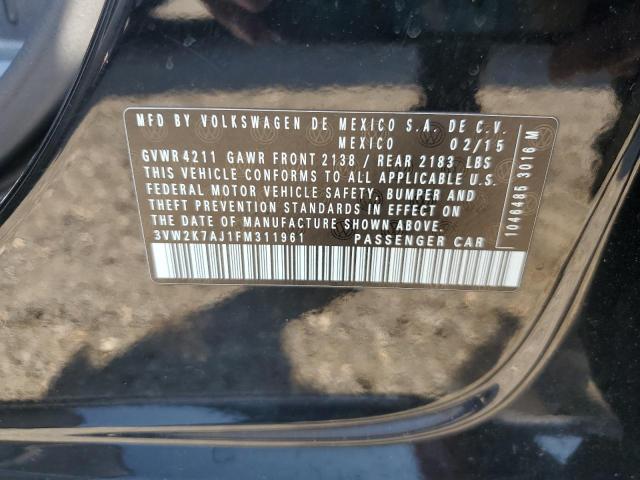 MFD BY VOLKSWAGEN DE MEXICO S.A. DE C.V.
MEXICO 02/15
GVWR 4211 GAWR FRONT 2138 / REAR 2183 LBS
THIS VEHICLE CONFORMS TO ALL APPLICABLE U.S.
FEDERAL MOTOR VEHICLE SAFETY, BUMPER AND
THEFT PREVENTION STANDARDS IN EFFECT ON
THE DATE OF MANUFACTURE SHOWN ABOVE.
3VW2K7AJ1FM311961 PASSENGER CAR
1046485 3016 M